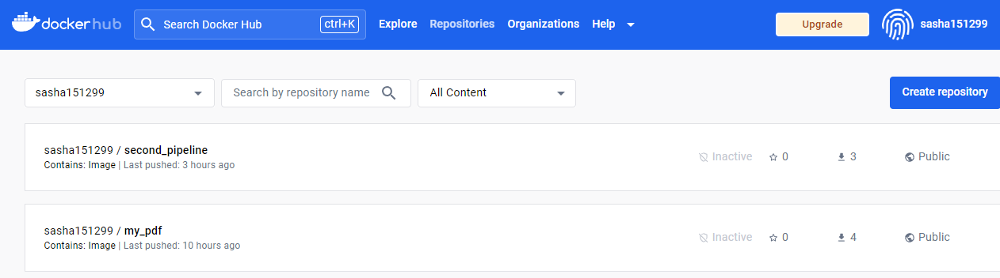 docker hub Search Docker Hub ctrl+K Explore Repositories Organizations Help Upgrade sasha151299
sasha151299 Search by repository name All Content Create repository
sasha151299 / second_pipeline
Contains: Image | Last pushed: 3 hours ago
Inactive 0 3 Public
sasha151299 / my_pdf
Contains: Image | Last pushed: 10 hours ago
Inactive 0 4 Public